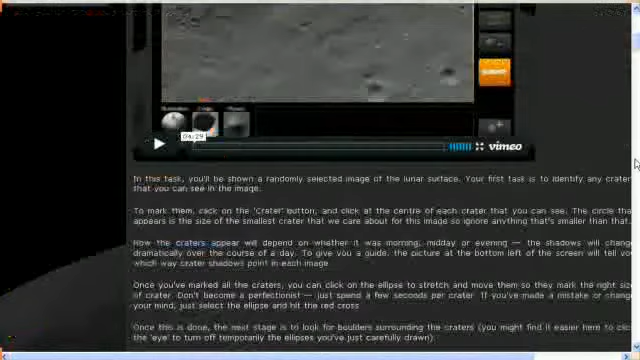 04:29
vimeo
In this task, you'll be shown a randomly selected image of the lunar surface. Your first task is to identify any crater
that you can see in the image.
To mark them, click on the 'Crater' button, and click at the centre of each crater that you can see. The circle tha
appears is the size of the smallest crater that we care about for this image so ignore anything that's smaller than that.
How the craters appear will depend on whether it was morning, midday or evening — the shadows will change
dramatically over the course of a day. To give you a guide, the picture at the bottom left of the screen will tell yo
which way crater shadows point in each image.
Once you've marked all the craters, you can click on the ellipse to stretch and move them so they mark the right siz
of crater. Don't become a perfectionist — just spend a few seconds per crater. If you've made a mistake or chang
your mind, just select the ellipse and hit the red cross.
Once this is done, the next stage is to look for boulders surrounding the craters (you might find it easier here to clic
the 'eye' to turn off temporarily the ellipses you've just carefully drawn).